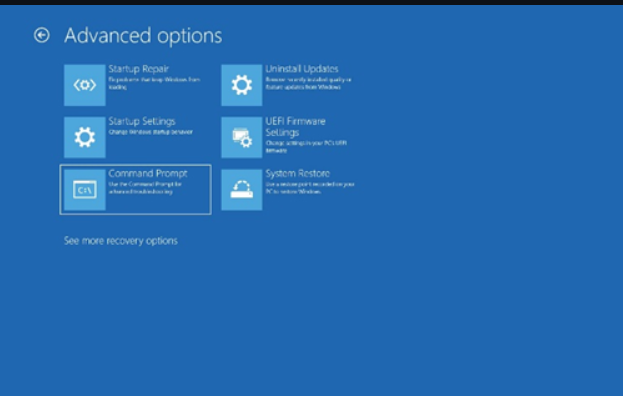 Advanced options
Startup Repair
Fix problems that keep Windows from
loading
Uninstall Updates
Remove recently installed quality or
feature updates from Windows
Startup Settings
Change Windows startup behavior
UEFI Firmware
Settings
Change settings in your PC's UEFI
firmware
Command Prompt
Use the Command Prompt for
advanced troubleshooting
C:\
System Restore
Use a restore point recorded on your
PC to restore Windows
See more recovery options